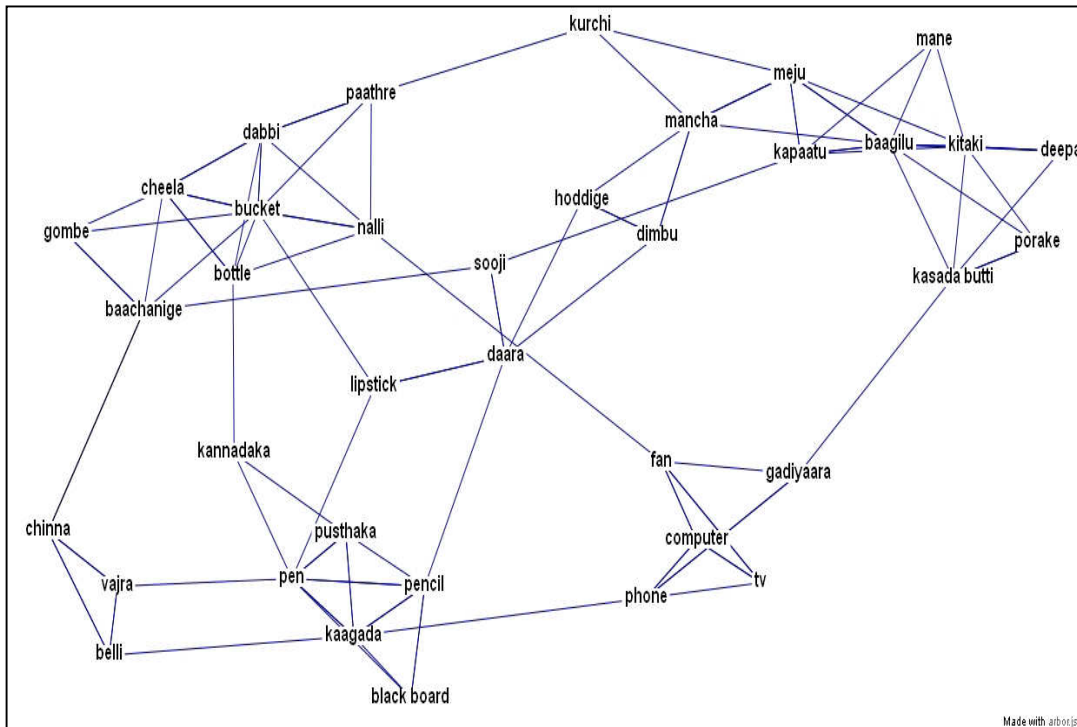 kurchi
mane
meju
paathre
mancha
dabbi
baagilu
kitaki
deepa
kapaatu
cheela
hoddige
bucket
gombe
nalli
dimbu
porake
sooji
bottle
kasada butti
baachanige
daara
lipstick
kannadaka
fan
gadiyaara
chinna
pusthaka
computer
vajra
pen
pencil
tv
phone
kaagada
belli
black board
Made with arbor.js